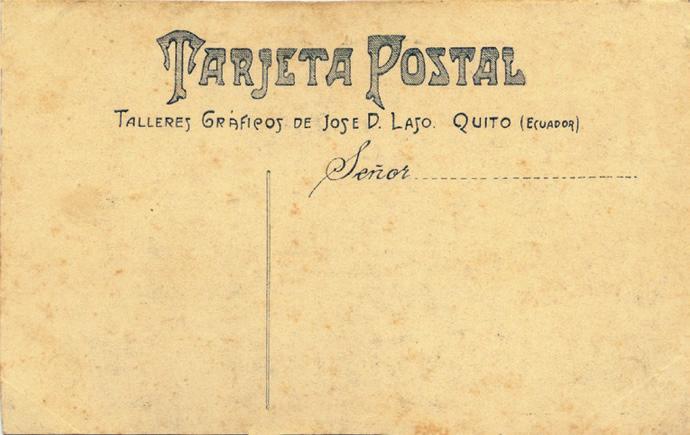 TARJETA POSTAL
TALLERES GRÁFICOS DE JOSE D. LASO. QUITO (ECUADOR)
Señor